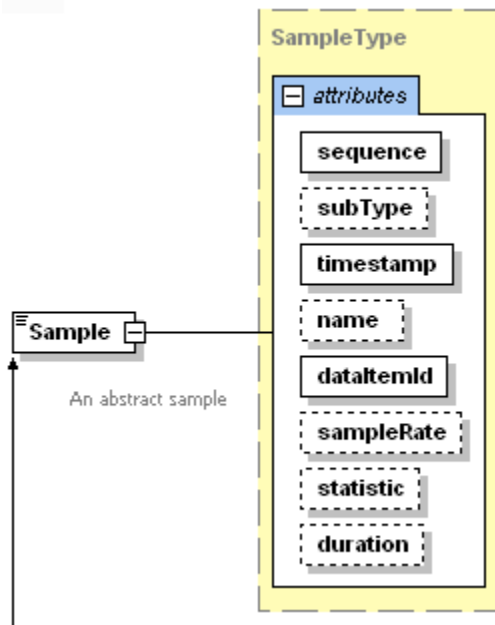 SampleType
attributes
sequence
subType
timestamp
name
dataItemId
sampleRate
statistic
duration
Sample
An abstract sample